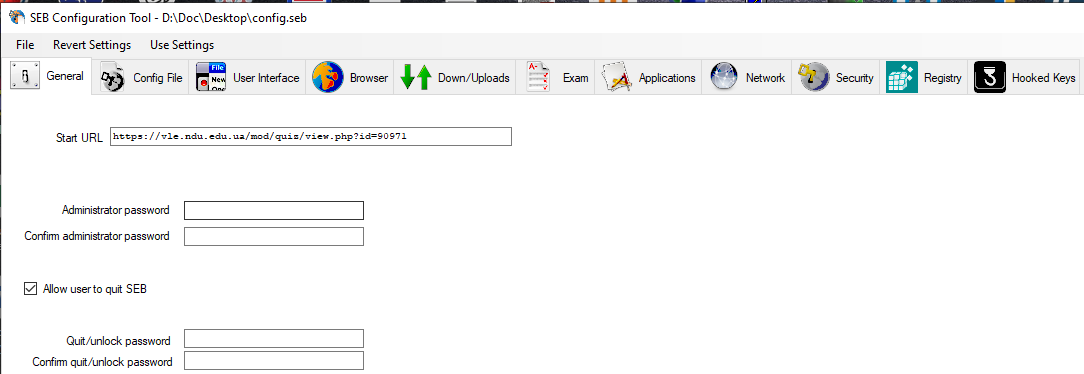 SEB Configuration Tool - D:\Doc\Desktop\config.seb
File Revert Settings Use Settings
General Config File User Interface Browser Down/Uploads Exam Applications Network Security Registry Hooked Keys
Start URL https://vle.ndu.edu.ua/mod/quiz/view.php?id=90971
Administrator password
Confirm administrator password
Allow user to quit SEB
Quit/unlock password
Confirm quit/unlock password